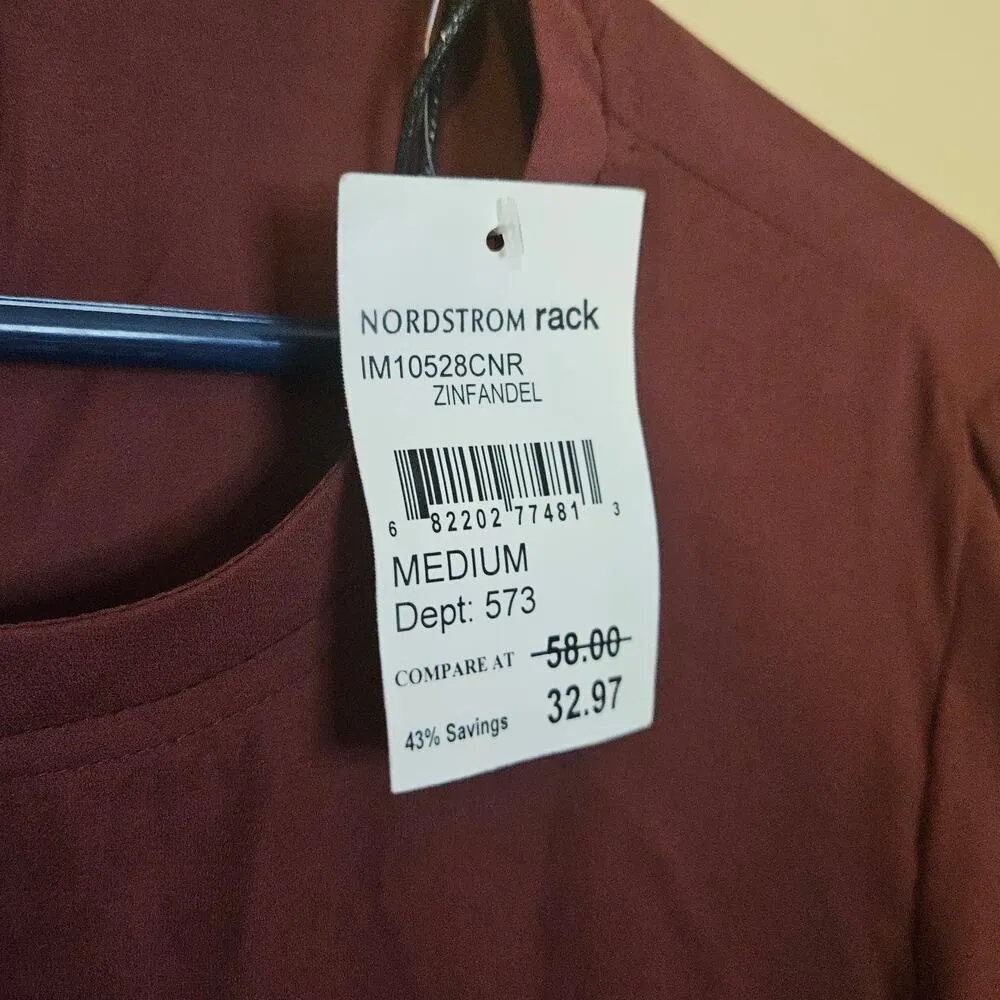 NORDSTROM rack
IM10528CNR
ZINFANDEL
6 82202 77481 3
MEDIUM
Dept: 573
COMPARE AT 58.00
32.97
43% Savings